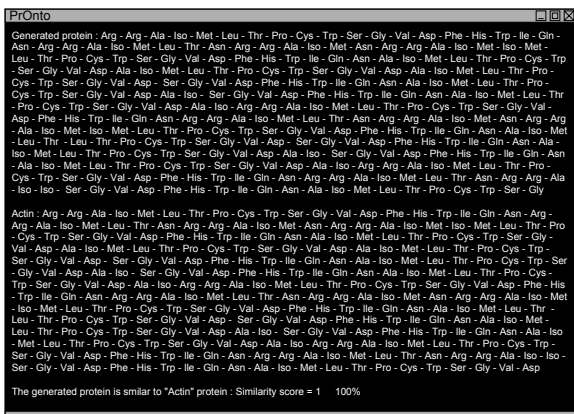 PrOnto
Generated protein : Arg - Arg - Ala - Iso - Met - Leu - Thr - Pro - Cys - Trp - Ser - Gly - Val - Asp - Phe - His - Trp - Ile - Gln -
Asn - Arg - Arg - Ala - Iso - Met - Leu - Thr - Asn - Arg - Arg - Ala - Iso - Met - Asn - Arg - Arg - Ala - Iso - Met - Iso - Met -
Leu - Thr - Pro - Cys - Trp - Ser - Gly - Val - Asp - Phe - His - Trp - Ile - Gln - Asn - Ala - Iso - Met - Leu - Thr - Pro - Cys - Trp
- Ser - Gly - Val - Asp - Ala - Iso - Met - Leu - Thr - Pro - Cys - Trp - Ser - Gly - Val - Asp - Ala - Iso - Met - Leu - Thr - Pro -
Cys - Trp - Ser - Gly - Val - Asp - Ser - Gly - Val - Asp - Phe - His - Trp - Ile - Gln - Asn - Ala - Iso - Met - Leu - Thr - Pro -
Cys - Trp - Ser - Gly - Val - Asp - Ala - Iso - Ser - Gly - Val - Asp - Phe - His - Trp - Ile - Gln - Asn - Ala - Iso - Met - Leu - Thr
- Pro - Cys - Trp - Ser - Gly - Val - Asp - Ala - Iso - Arg - Arg - Ala - Iso - Met - Leu - Thr - Pro - Cys - Trp - Ser - Gly - Val -
Asp - Phe - His - Trp - Ile - Gln - Asn - Arg - Arg - Ala - Iso - Met - Leu - Thr - Asn - Arg - Arg - Ala - Iso - Met - Asn - Arg - Arg
- Ala - Iso - Met - Iso - Met - Leu - Thr - Pro - Cys - Trp - Ser - Gly - Val - Asp - Phe - His - Trp - Ile - Gln - Asn - Ala - Iso - Met
- Leu - Thr - Leu - Thr - Pro - Cys - Trp - Ser - Gly - Val - Asp - Ser - Gly - Val - Asp - Phe - His - Trp - Ile - Gln - Asn - Ala -
Iso - Met - Leu - Thr - Pro - Cys - Trp - Ser - Gly - Val - Asp - Ala - Iso - Ser - Gly - Val - Asp - Phe - His - Trp - Ile - Gln - Asn
- Ala - Iso - Met - Leu - Thr - Pro - Cys - Trp - Ser - Gly - Val - Asp - Ala - Iso - Arg - Arg - Ala - Iso - Met - Leu - Thr - Pro -
Cys - Trp - Ser - Gly - Val - Asp - Phe - His - Trp - Ile - Gln - Asn - Arg - Arg - Ala - Iso - Met - Leu - Thr - Asn - Arg - Arg - Ala
- Iso - Iso - Ser - Gly - Val - Asp - Phe - His - Trp - Ile - Gln - Asn - Ala - Iso - Met - Leu - Thr - Pro - Cys - Trp - Ser - Gly
Actin : Arg - Arg - Ala - Iso - Met - Leu - Thr - Pro - Cys - Trp - Ser - Gly - Val - Asp - Phe - His - Trp - Ile - Gln - Asn - Arg -
Arg - Ala - Iso - Met - Leu - Thr - Asn - Arg - Arg - Ala - Iso - Met - Asn - Arg - Arg - Ala - Iso - Met - Iso - Met - Leu - Thr - Pro
- Cys - Trp - Ser - Gly - Val - Asp - Phe - His - Trp - Ile - Gln - Asn - Ala - Iso - Met - Leu - Thr - Pro - Cys - Trp - Ser - Gly -
Val - Asp - Ala - Iso - Met - Leu - Thr - Pro - Cys - Trp - Ser - Gly - Val - Asp - Ala - Iso - Met - Leu - Thr - Pro - Cys - Trp -
Ser - Gly - Val - Asp - Ser - Gly - Val - Asp - Phe - His - Trp - Ile - Gln - Asn - Ala - Iso - Met - Leu - Thr - Pro - Cys - Trp - Ser
- Gly - Val - Asp - Ala - Iso - Ser - Gly - Val - Asp - Phe - His - Trp - Ile - Gln - Asn - Ala - Iso - Met - Leu - Thr - Pro - Cys -
Trp - Ser - Gly - Val - Asp - Ala - Iso - Arg - Arg - Ala - Iso - Met - Leu - Thr - Pro - Cys - Trp - Ser - Gly - Val - Asp - Phe - His
- Trp - Ile - Gln - Asn - Arg - Arg - Ala - Iso - Met - Leu - Thr - Asn - Arg - Arg - Ala - Iso - Met - Asn - Arg - Arg - Ala - Iso - Met
- Iso - Met - Leu - Thr - Pro - Cys - Trp - Ser - Gly - Val - Asp - Phe - His - Trp - Ile - Gln - Asn - Ala - Iso - Met - Leu - Thr -
Leu - Thr - Pro - Cys - Trp - Ser - Gly - Val - Asp - Ser - Gly - Val - Asp - Phe - His - Trp - Ile - Gln - Asn - Ala - Iso - Met -
Leu - Thr - Pro - Cys - Trp - Ser - Gly - Val - Asp - Ala - Iso - Ser - Gly - Val - Asp - Phe - His - Trp - Ile - Gln - Asn - Ala - Iso
- Met - Leu - Thr - Pro - Cys - Trp - Ser - Gly - Val - Asp - Ala - Iso - Arg - Arg - Ala - Iso - Met - Leu - Thr - Pro - Cys - Trp -
Ser - Gly - Val - Asp - Phe - His - Trp - Ile - Gln - Asn - Arg - Arg - Ala - Iso - Met - Leu - Thr - Asn - Arg - Arg - Ala - Iso - Iso -
Ser - Gly - Val - Asp - Phe - His - Trp - Ile - Gln - Asn - Ala - Iso - Met - Leu - Thr - Pro - Cys - Trp - Ser - Gly - Val - Asp
The generated protein is smilar to "Actin" protein : Similarity score = 1 100%